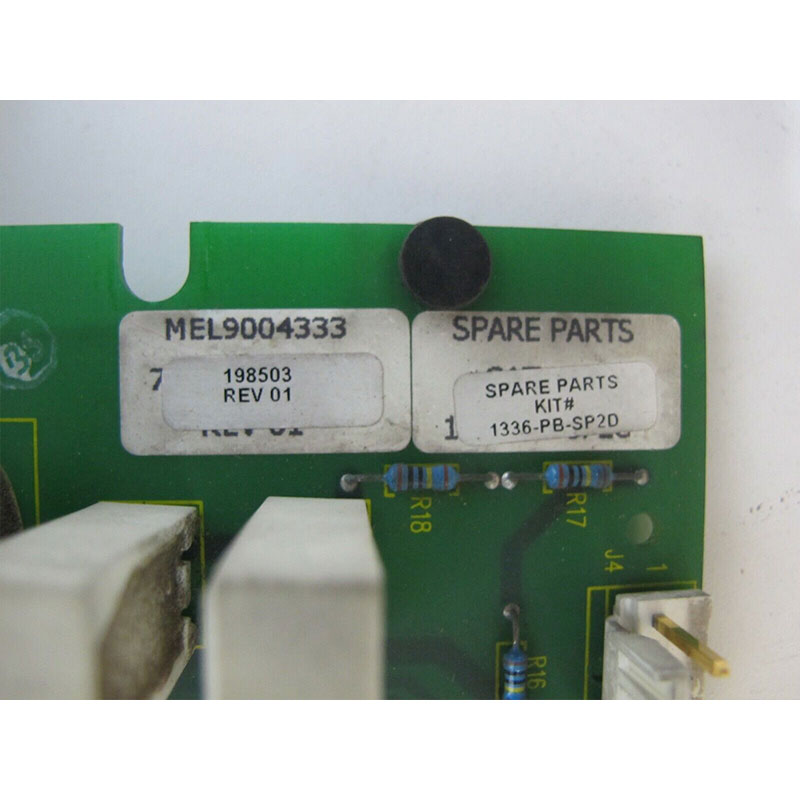 MEL9004333
198503
REV 01
SPARE PARTS
SPARE PARTS
KIT#
1336-PB-SP2D
R18
R17
J4
1
R16